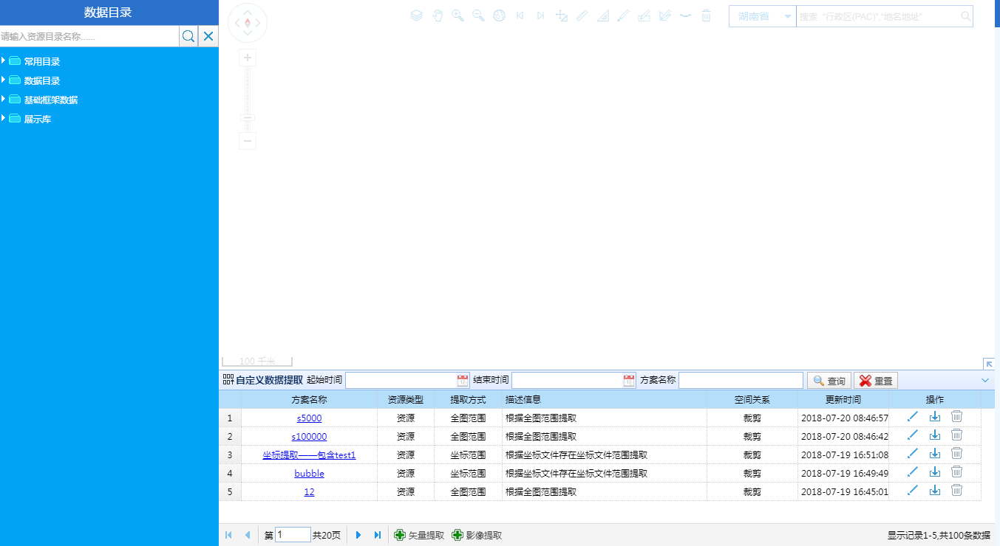 数据目录
请输入资源目录名称......
常用目录
数据目录
基础框架数据
展示库
湖南省 搜索 "行政区(PAC)","地名地址"
100 千米
自定义数据提取 起始时间 结束时间 方案名称 查询 重置
方案名称 资源类型 提取方式 描述信息 空间关系 更新时间 操作
1 s5000 资源 全图范围 根据全图范围提取 裁剪 2018-07-20 08:46:57
2 s100000 资源 全图范围 根据全图范围提取 裁剪 2018-07-20 08:46:42
3 坐标提取——包含test1 资源 坐标范围 根据坐标文件存在坐标文件范围提取 裁剪 2018-07-19 16:51:08
4 bubble 资源 坐标范围 根据坐标文件存在坐标文件范围提取 裁剪 2018-07-19 16:49:49
5 12 资源 全图范围 根据全图范围提取 裁剪 2018-07-19 16:45:01
第 1 共20页 矢量提取 影像提取 显示记录1-5,共100条数据